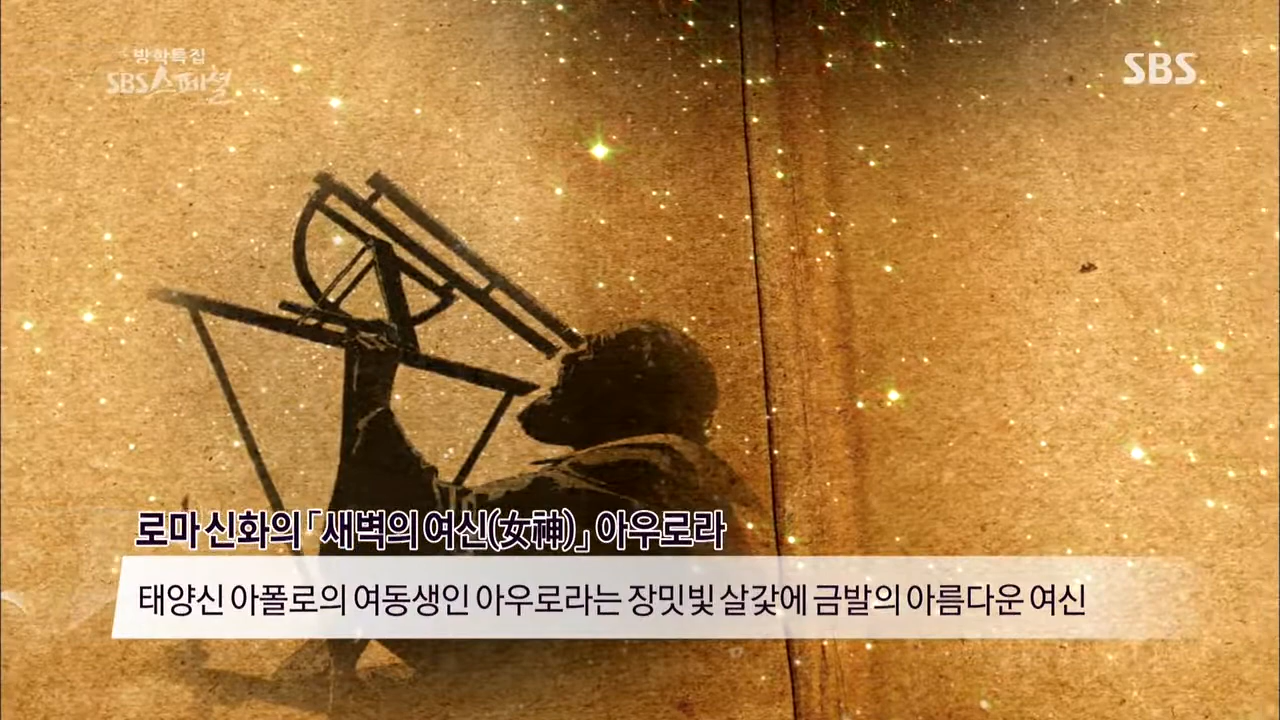 방학특집
SBS스페셜
SBS
로마 신화의 「새벽의 여신(女神)」 아우로라
태양신 아폴로의 여동생인 아우로라는 장밋빛 살갗에 금발의 아름다운 여신